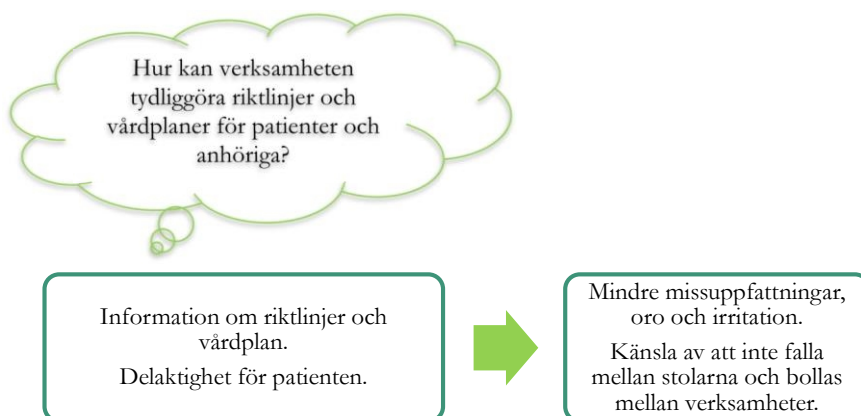 Hur kan verksamheten
tydliggöra riktlinjer och
vårdplaner för patienter och
anhöriga?
Information om riktlinjer och
vårdplan.
Delaktighet för patienten.
Mindre missuppfattningar,
oro och irritation.
Känsla av att inte falla
mellan stolarna och bollas
mellan verksamheter.